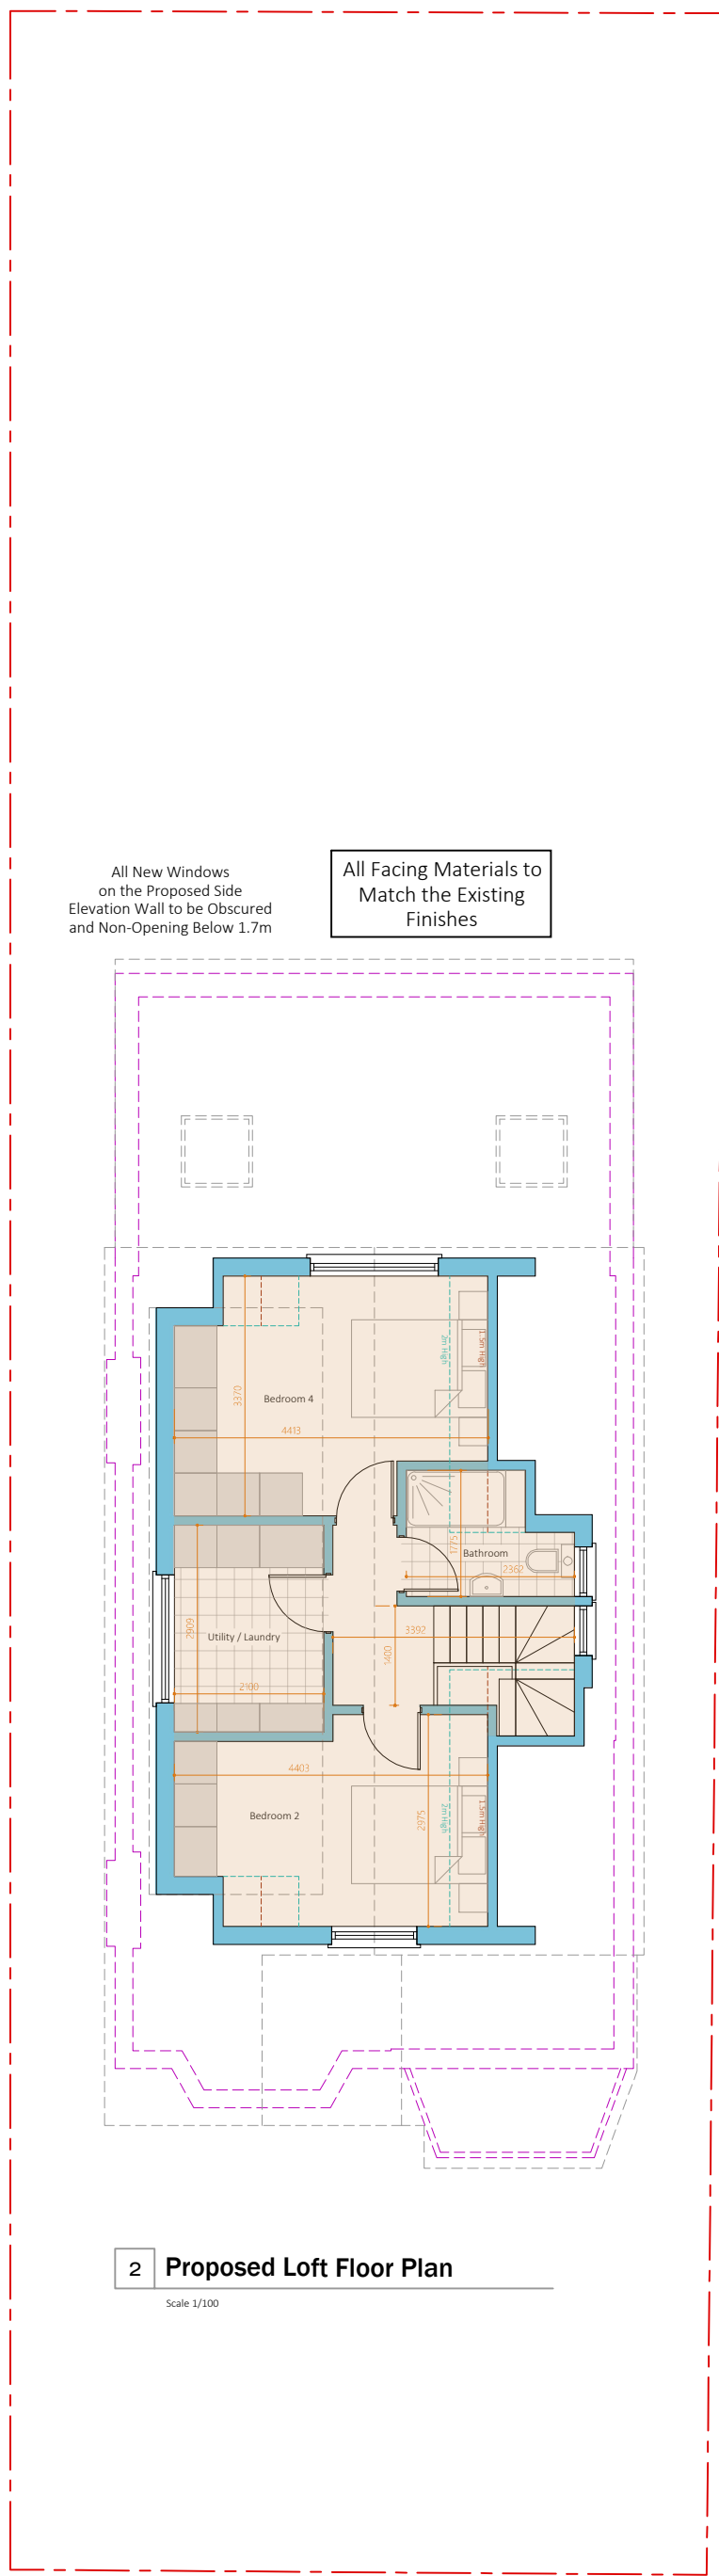 All New Windows
on the Proposed Side
Elevation Wall to be Obscured
and Non-Opening Below 1.7m
All Facing Materials to
Match the Existing
Finishes
2m High
1.5m High
3370
Bedroom 4
4413
1775
Bathroom
2362
2909
Utility / Laundry
3392
1400
2100
4403
Bedroom 2
2975
2m High
1.5m High
2
Proposed Loft Floor Plan
Scale 1/100